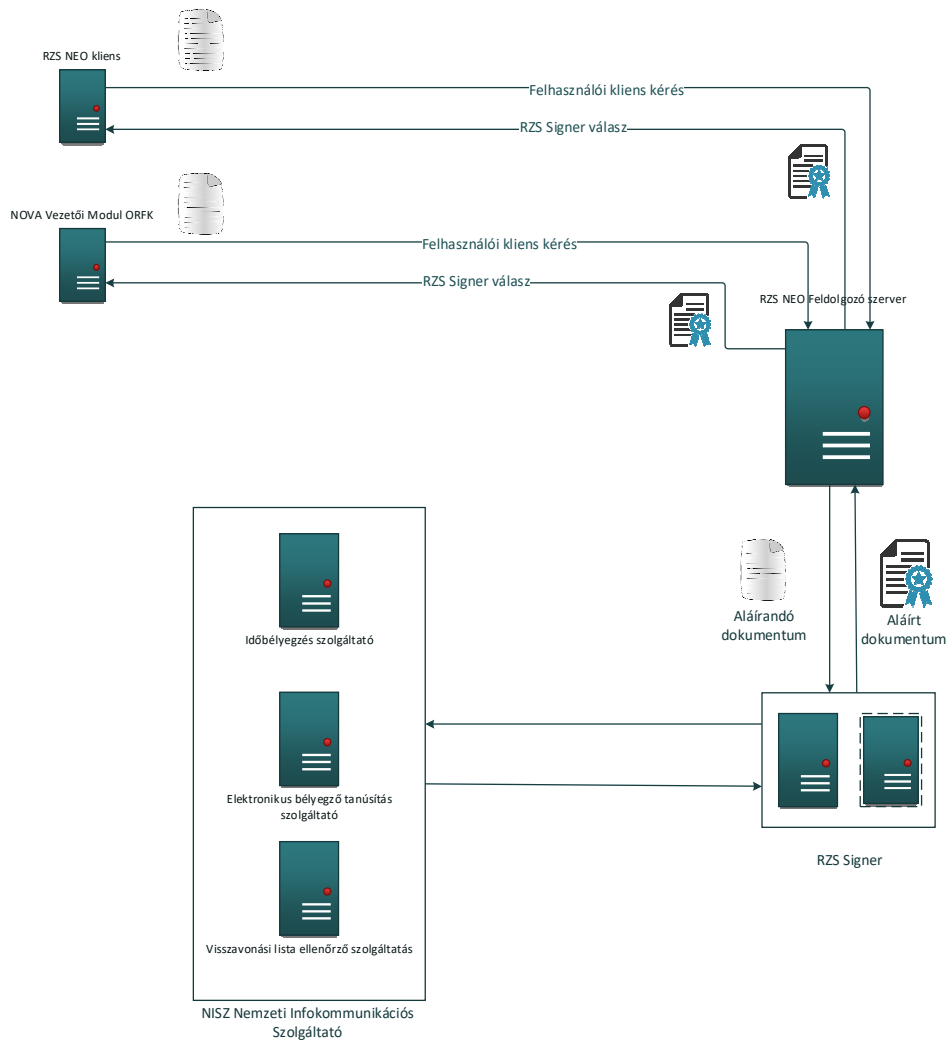 RZS NEO kliens
Felhasználói kliens kérés
RZS Signer válasz
NOVA Vezetői Modul ORFK
Felhasználói kliens kérés
RZS Signer válasz
RZS NEO Feldolgozó szerver
Aláírandó
dokumentum
Aláírt
dokumentum
Időbélyegzés szolgáltató
Elektronikus bélyegző tanúsítás
szolgáltató
Visszavonási lista ellenőrző szolgáltatás
RZS Signer
NISZ Nemzeti Infokommunikációs
Szolgáltató